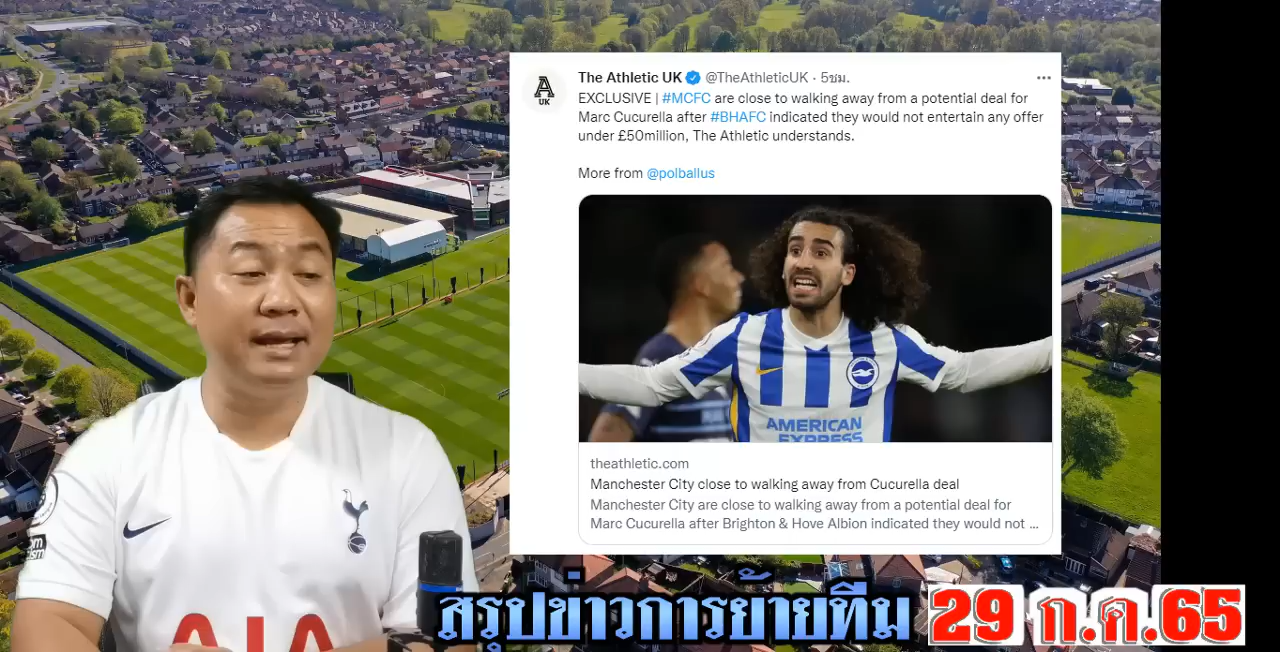 The Athletic UK @TheAthleticUK · 5ชม.
EXCLUSIVE | #MCFC are close to walking away from a potential deal for
Marc Cucurella after #BHAFC indicated they would not entertain any offer
under £50million, The Athletic understands.
More from @polballus
UK
AMERICAN
EXPRESS
theathletic.com
Manchester City close to walking away from Cucurella deal
Manchester City are close to walking away from a potential deal for
Marc Cucurella after Brighton & Hove Albion indicated they would not ...
AIA
สรุปข่าวการย้ายทีม 29 ก.ค.65